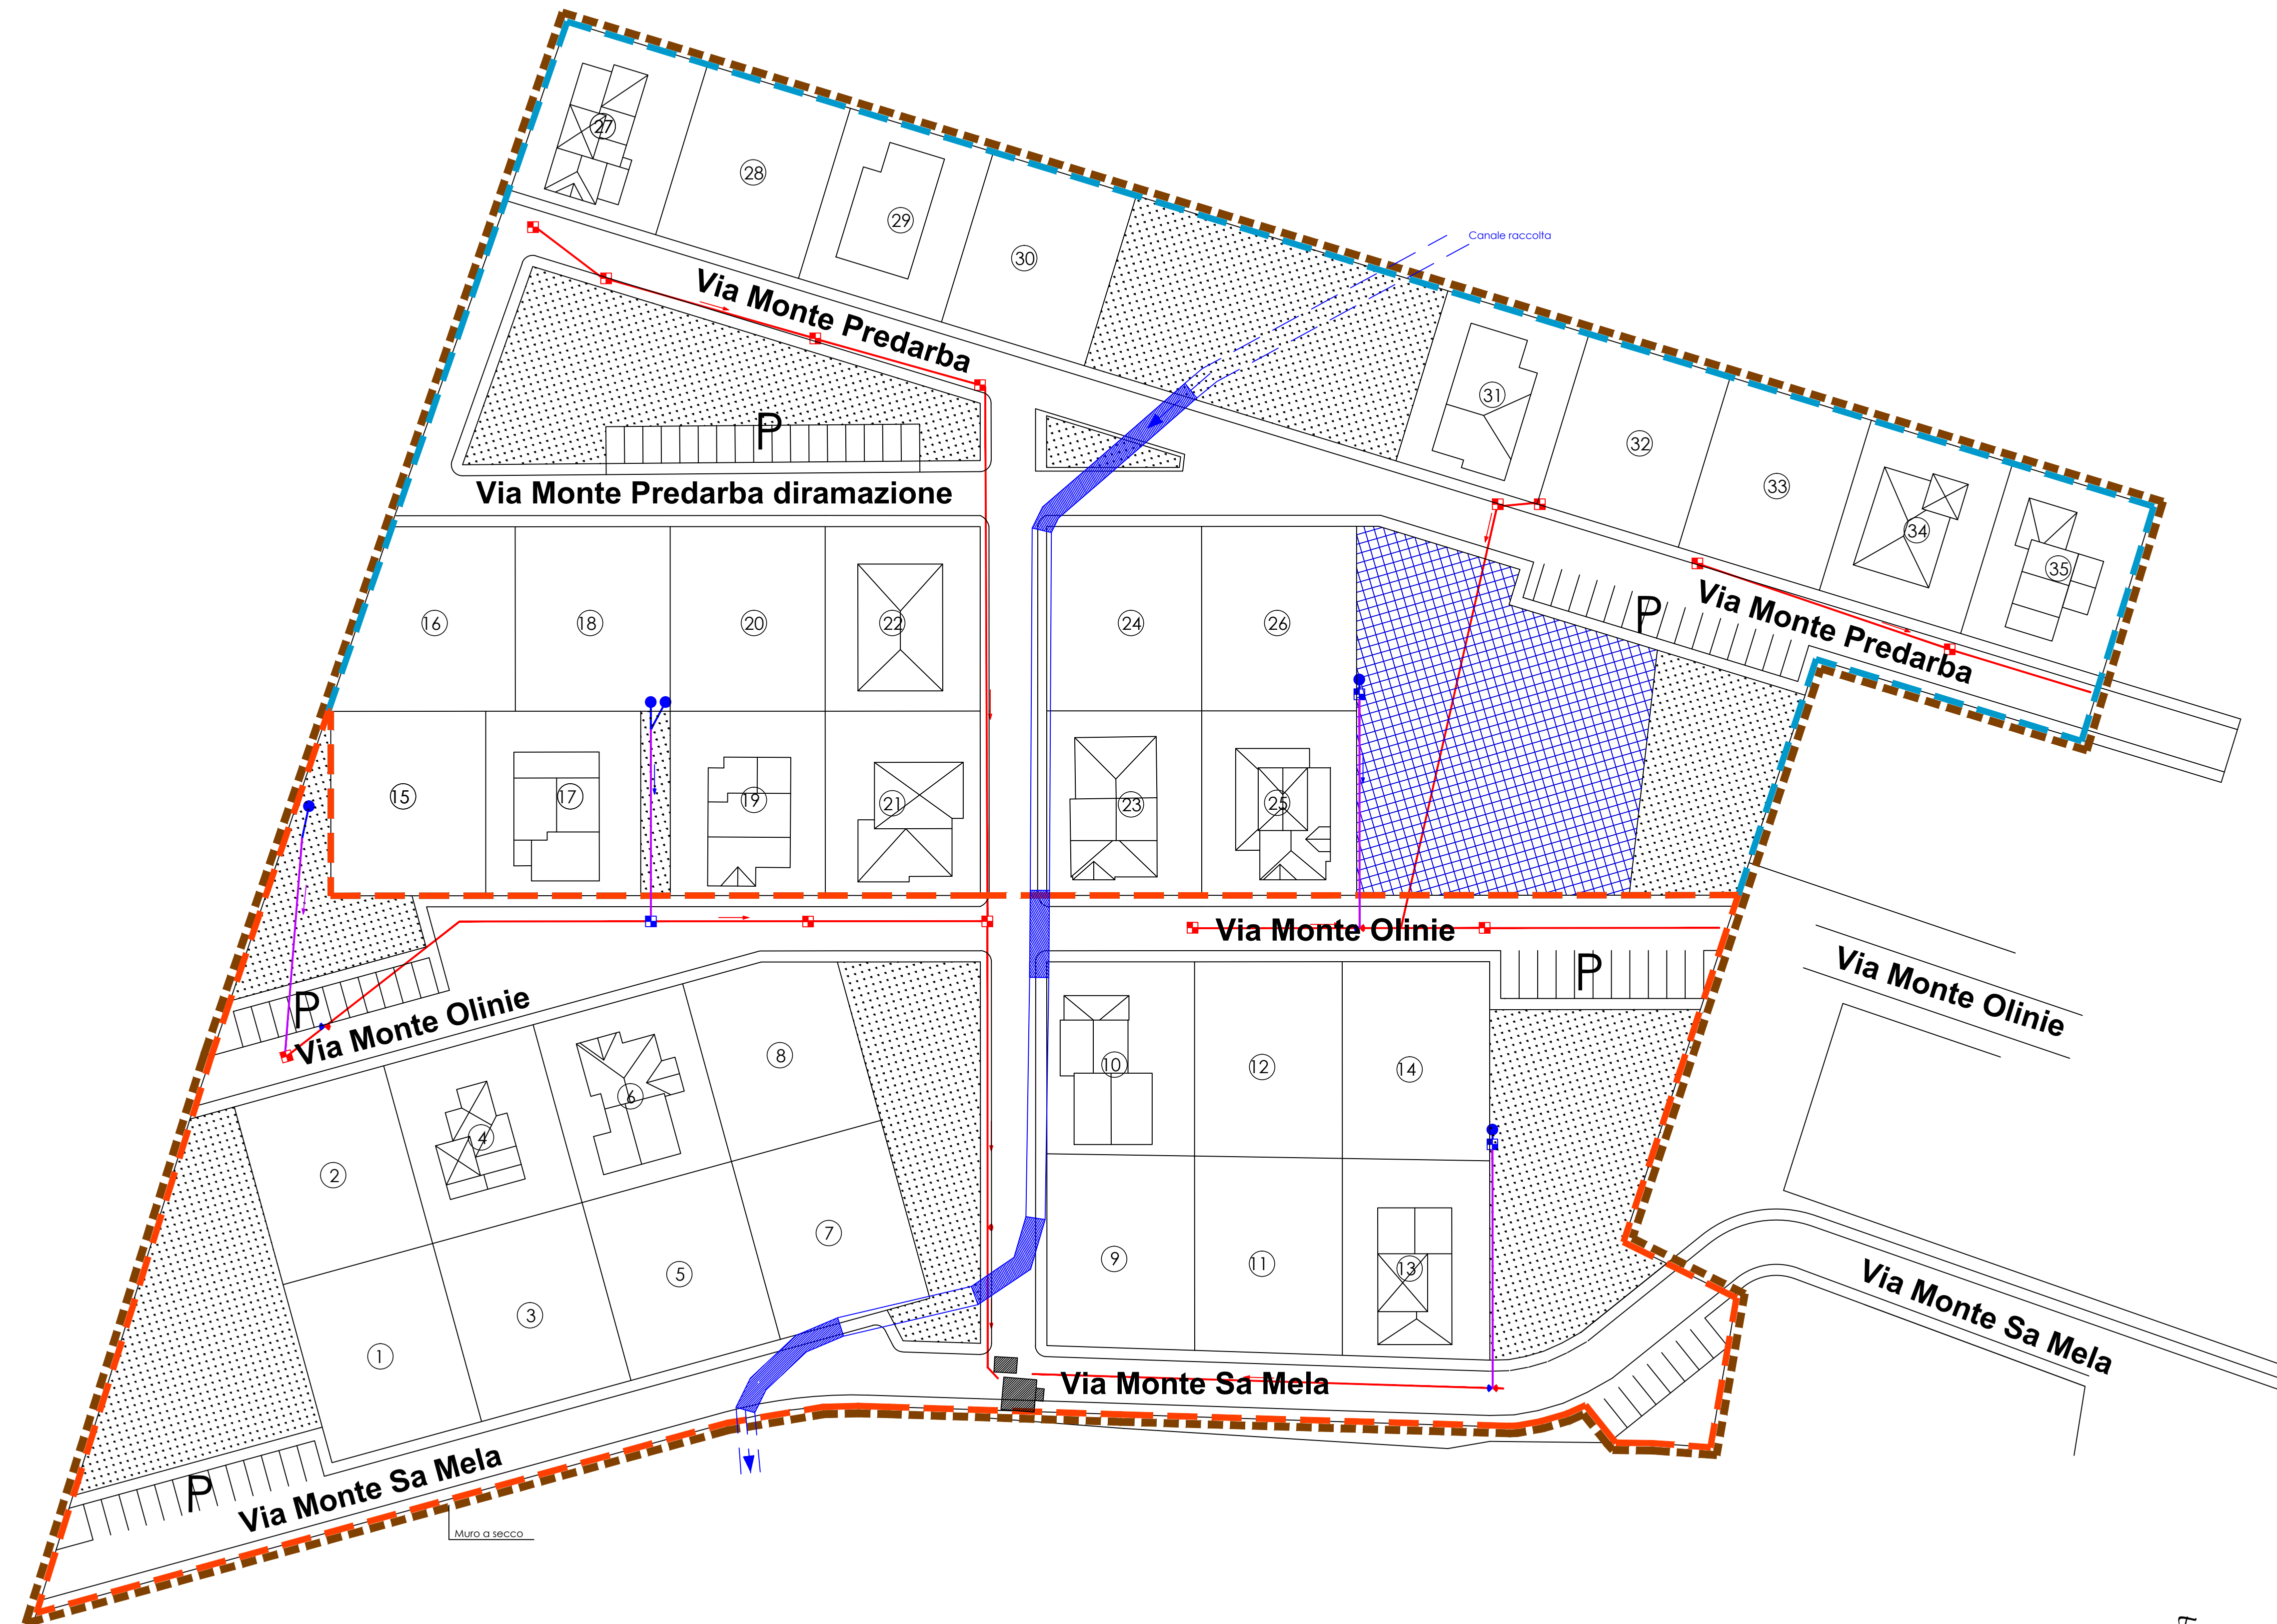 27
28
29
30
Canale raccolta
Via Monte Predarba
31
32
33
34
35
P
Via Monte Predarba diramazione
P
Via Monte Predarba
16
18
20
22
24
26
15
17
19
21
23
25
Via Monte Olinie
Via Monte Olinie
P
P
Via Monte Olinie
2
4
6
8
10
12
14
1
3
5
7
9
11
13
Via Monte Sa Mela
Via Monte Sa Mela
P
Via Monte Sa Mela
Muro a secco